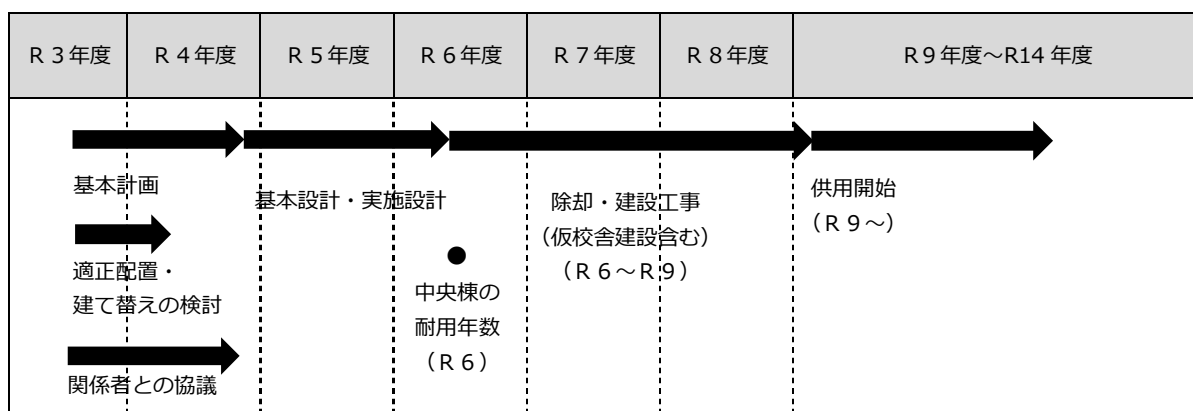 Ｒ３年度
Ｒ４年度
Ｒ５年度
Ｒ６年度
Ｒ７年度
Ｒ８年度
Ｒ９年度～R14 年度
基本計画
適正配置・
建て替えの検討
関係者との協議
基本設計・実施設計
中央棟の
耐用年数
（Ｒ６）
除却・建設工事
（仮校舎建設含む）
（Ｒ６～Ｒ９）
供用開始
（Ｒ９～）